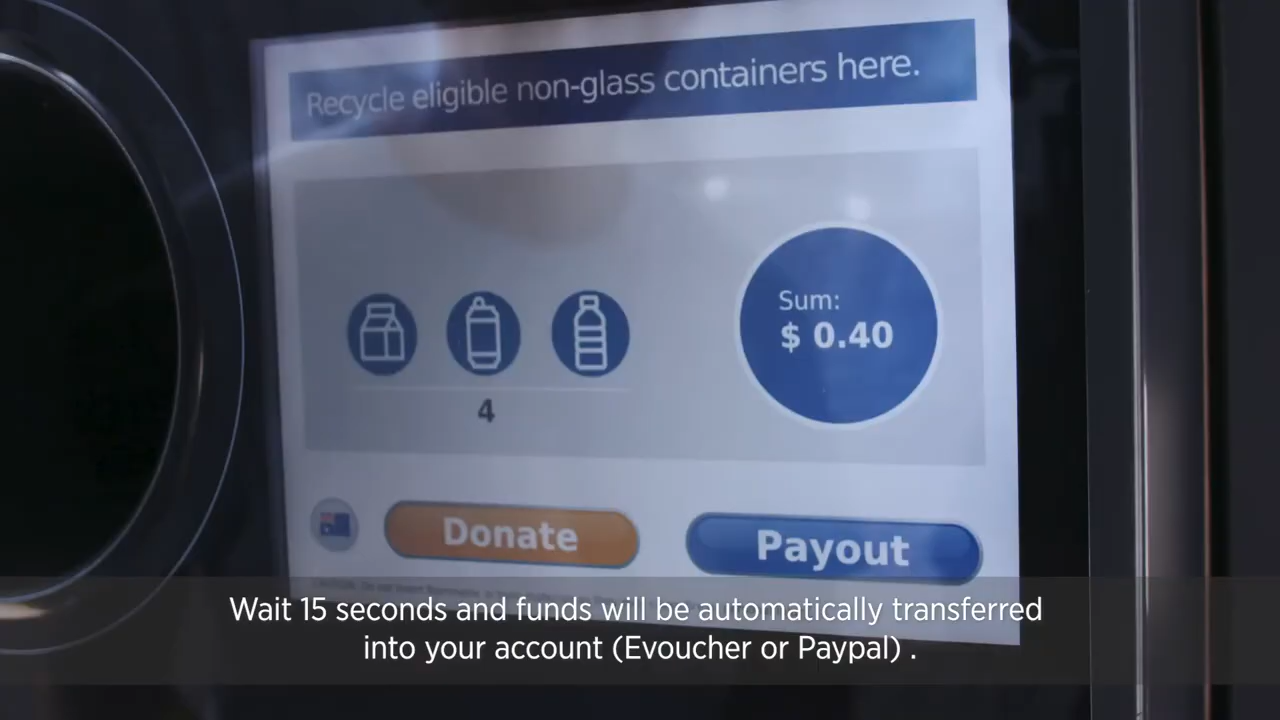 Recycle eligible non-glass containers here.
Sum:
$ 0.40
4
Donate
Payout
Wait 15 seconds and funds will be automatically transferred
into your account (Evoucher or Paypal) .